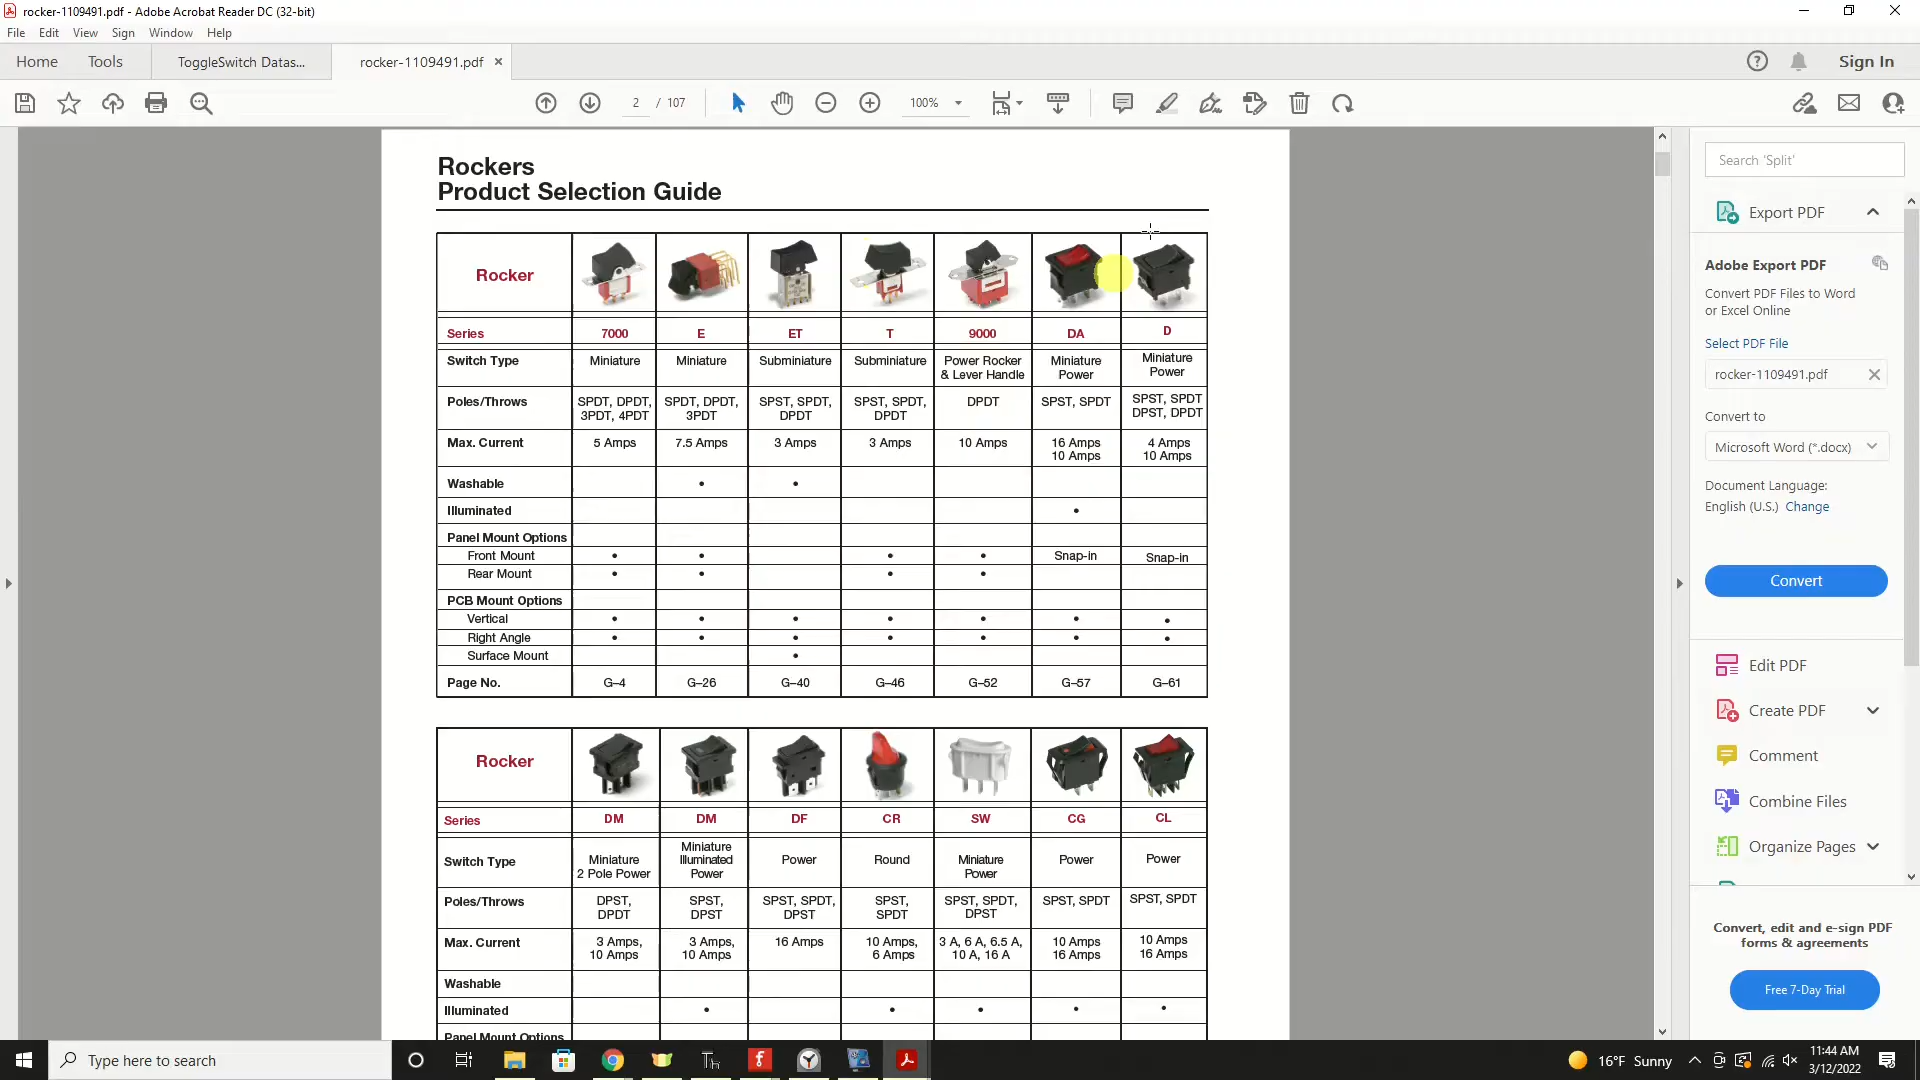 rocker-1109491.pdf - Adobe Acrobat Reader DC (32-bit)
File Edit View Sign Window Help
Home Tools ToggleSwitch Datas... rocker-1109491.pdf × Sign In
2 / 107 100%
Rockers
Product Selection Guide
Rocker
Series 7000 E ET T 9000 DA D
Switch Type Miniature Miniature Subminiature Subminiature Power Rocker & Lever Handle Miniature Power Miniature Power
Poles/Throws SPDT, DPDT, 3PDT, 4PDT SPDT, DPDT, 3PDT SPST, SPDT, DPDT SPST, SPDT, DPDT DPDT SPST, SPDT SPST, SPDT DPST, DPDT
Max. Current 5 Amps 7.5 Amps 3 Amps 3 Amps 10 Amps 16 Amps 10 Amps 4 Amps 10 Amps
Washable • •
Illuminated •
Panel Mount Options
Front Mount • • • • Snap-in Snap-in
Rear Mount • • • •
PCB Mount Options
Vertical • • • • • • •
Right Angle • • • • • • •
Surface Mount •
Page No. G–4 G–26 G–40 G–46 G–52 G–57 G–61
Rocker
Series DM DM DF CR SW CG CL
Switch Type Miniature 2 Pole Power Miniature Illuminated Power Power Round Miniature Power Power Power
Poles/Throws DPST, DPDT SPST, DPST SPST, SPDT, DPST SPST, SPDT SPST, SPDT, DPST SPST, SPDT SPST, SPDT
Max. Current 3 Amps, 10 Amps 3 Amps, 10 Amps 16 Amps 10 Amps, 6 Amps 3 A, 6 A, 6.5 A, 10 A, 16 A 10 Amps 16 Amps 10 Amps 16 Amps
Washable
Illuminated • • • • •
Panel Mount Options
Search 'Split'
Export PDF
Adobe Export PDF
Convert PDF Files to Word
or Excel Online
Select PDF File
rocker-1109491.pdf
Convert to
Microsoft Word (*.docx)
Document Language:
English (U.S.) Change
Convert
Edit PDF
Create PDF
Comment
Combine Files
Organize Pages
Convert, edit and e-sign PDF
forms & agreements
Free 7-Day Trial
Type here to search
16°F Sunny
11:44 AM
3/12/2022